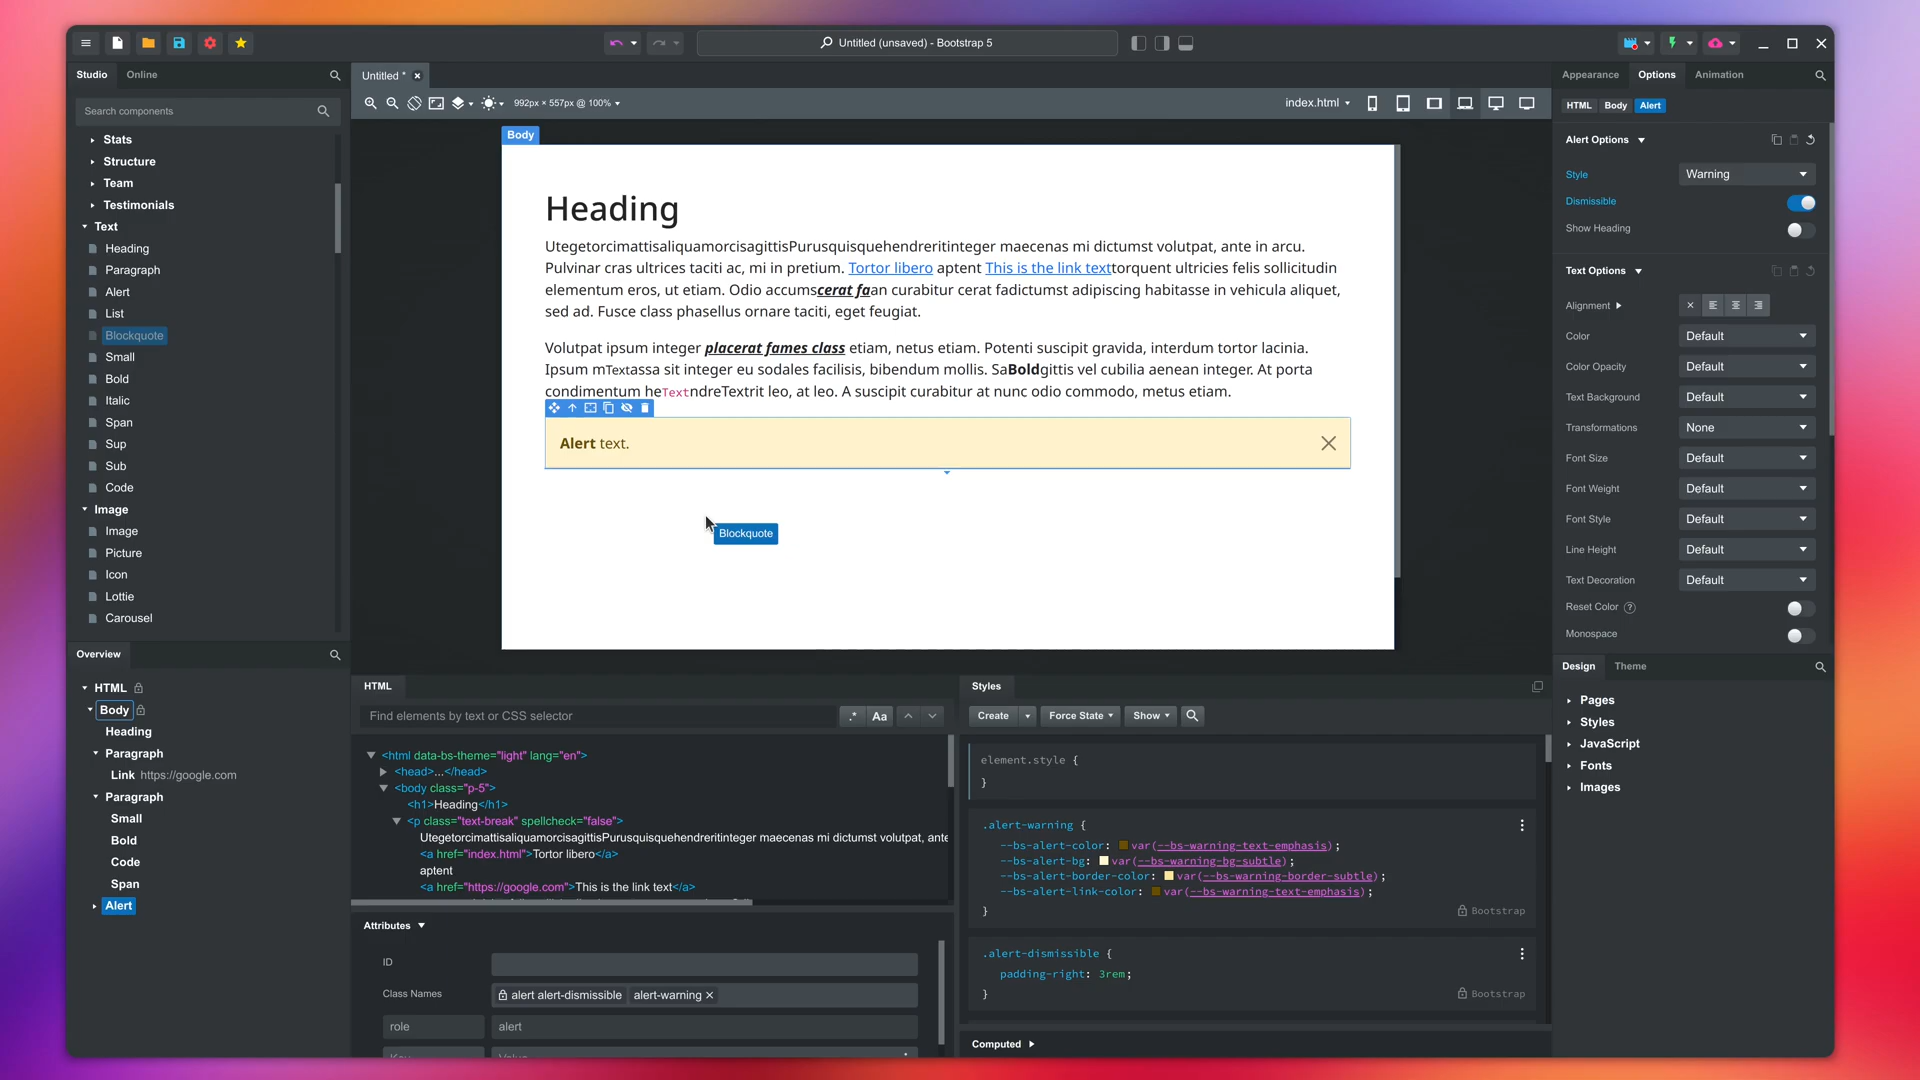 Untitled (unsaved) - Bootstrap 5
Studio
Online
Search components
Stats
Structure
Team
Testimonials
Text
Heading
Paragraph
Alert
List
Blockquote
Small
Bold
Italic
Span
Sup
Sub
Code
Image
Image
Picture
Icon
Lottie
Carousel
Overview
HTML
Body
Heading
Paragraph
Link https://google.com
Paragraph
Small
Bold
Code
Span
Alert
Untitled *
992px × 557px @ 100%
index.html
Body
Heading
UtegetorcimattisaliquamorcisagittisPurusquisquehendreritinteger maecenas mi dictumst volutpat, ante in arcu.
Pulvinar cras ultrices taciti ac, mi in pretium. Tortor libero aptent This is the link texttorquent ultricies felis sollicitudin
elementum eros, ut etiam. Odio accumscerat faan curabitur cerat fadictumst adipiscing habitasse in vehicula aliquet,
sed ad. Fusce class phasellus ornare taciti, eget feugiat.
Volutpat ipsum integer placerat fames class etiam, netus etiam. Potenti suscipit gravida, interdum tortor lacinia.
Ipsum mTextassa sit integer eu sodales facilisis, bibendum mollis. SaBoldgittis vel cubilia aenean integer. At porta
condimentum heTextndreTextrit leo, at leo. A suscipit curabitur at nunc odio commodo, metus etiam.
Alert text.
Blockquote
HTML
Find elements by text or CSS selector
.*
Aa
<html data-bs-theme="light" lang="en">
<head>...</head>
<body class="p-5">
<h1>Heading</h1>
<p class="text-break" spellcheck="false">
UtegetorcimattisaliquamorcisagittisPurusquisquehendreritinteger maecenas mi dictumst volutpat, ante
<a href="index.html">Tortor libero</a>
aptent
<a href="https://google.com">This is the link text</a>
Attributes
ID
Class Names
alert alert-dismissible
alert-warning
role
alert
Styles
Create
Force State
Show
element.style {
}
.alert-warning {
--bs-alert-color: var(--bs-warning-text-emphasis);
--bs-alert-bg: var(--bs-warning-bg-subtle);
--bs-alert-border-color: var(--bs-warning-border-subtle);
--bs-alert-link-color: var(--bs-warning-text-emphasis);
}
Bootstrap
.alert-dismissible {
padding-right: 3rem;
}
Bootstrap
Computed
Appearance
Options
Animation
HTML
Body
Alert
Alert Options
Style
Warning
Dismissible
Show Heading
Text Options
Alignment
Color
Default
Color Opacity
Default
Text Background
Default
Transformations
None
Font Size
Default
Font Weight
Default
Font Style
Default
Line Height
Default
Text Decoration
Default
Reset Color
Monospace
Design
Theme
Pages
Styles
JavaScript
Fonts
Images